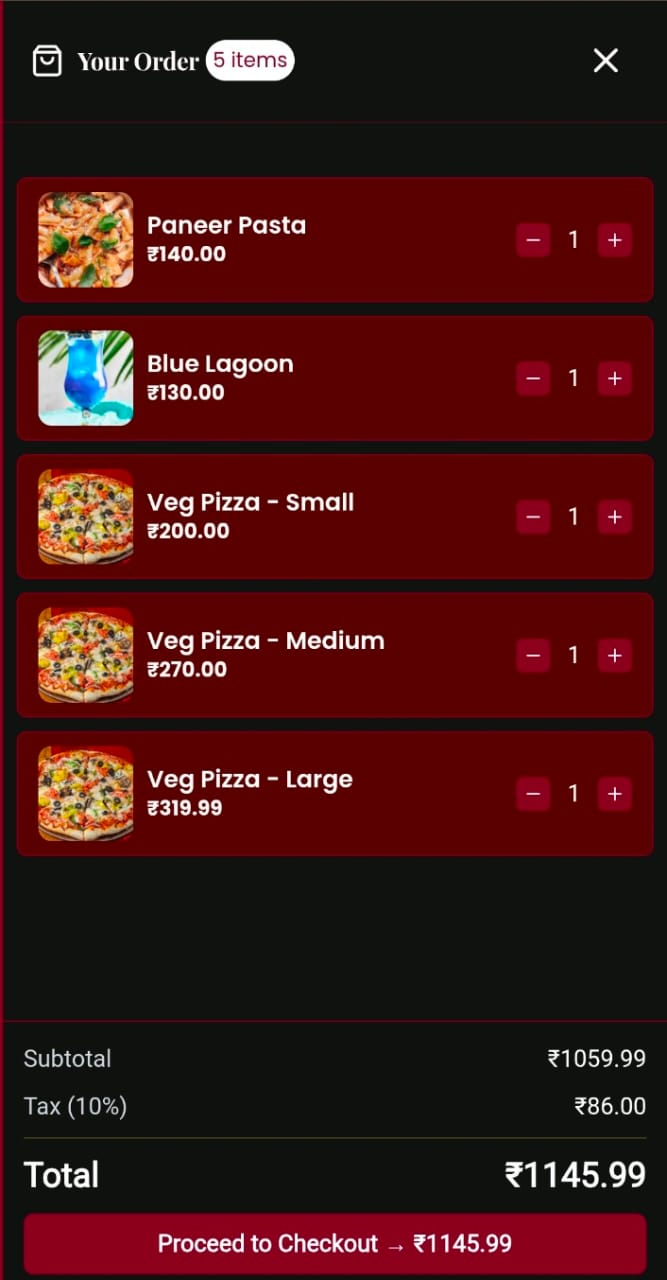 Your Order 5 items
Paneer Pasta
₹140.00
− 1 +
Blue Lagoon
₹130.00
− 1 +
Veg Pizza - Small
₹200.00
− 1 +
Veg Pizza - Medium
₹270.00
− 1 +
Veg Pizza - Large
₹319.99
− 1 +
Subtotal ₹1059.99
Tax (10%) ₹86.00
Total ₹1145.99
Proceed to Checkout → ₹1145.99